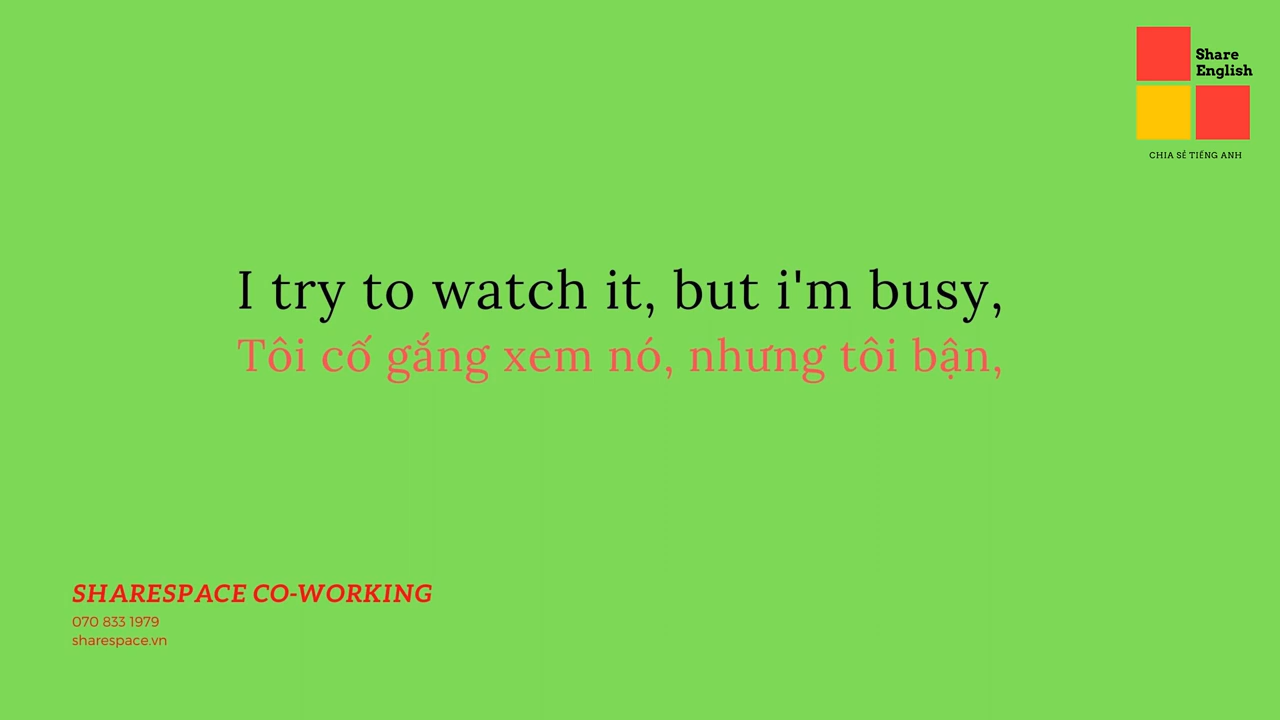 Share
English
CHIA SẺ TIẾNG ANH
I try to watch it, but i'm busy,
Tôi cố gắng xem nó, nhưng tôi bận,
SHARESPACE CO-WORKING
070 833 1979
sharespace.vn